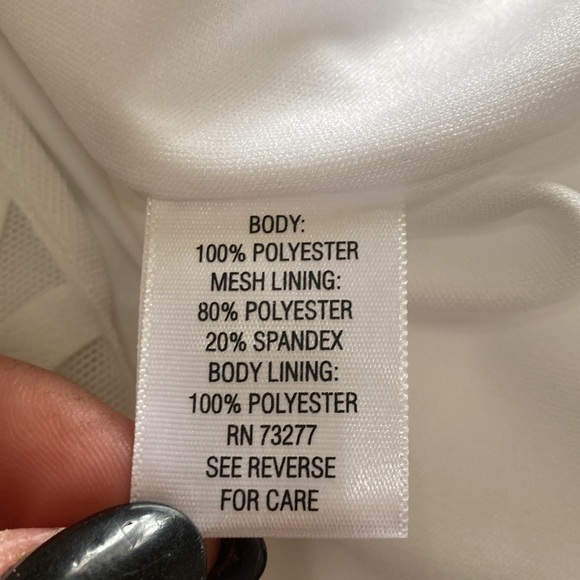 BODY:
100% POLYESTER
MESH LINING:
80% POLYESTER
20% SPANDEX
BODY LINING:
100% POLYESTER
RN 73277
SEE REVERSE
FOR CARE